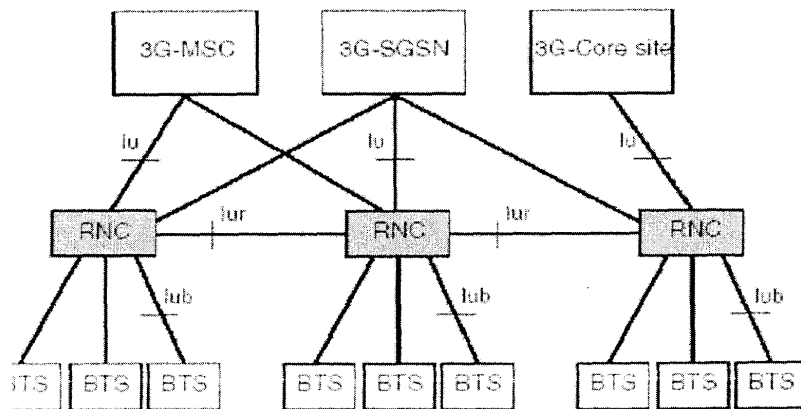 3G-MSC
3G-SGSN
3G-Core site
Iu
Iu
Iu
RNC
Iur
RNC
Iur
RNC
Iub
Iub
Iub
BTS
BTS
BTS
BTS
BTS
BTS
BTS
BTS
BTS